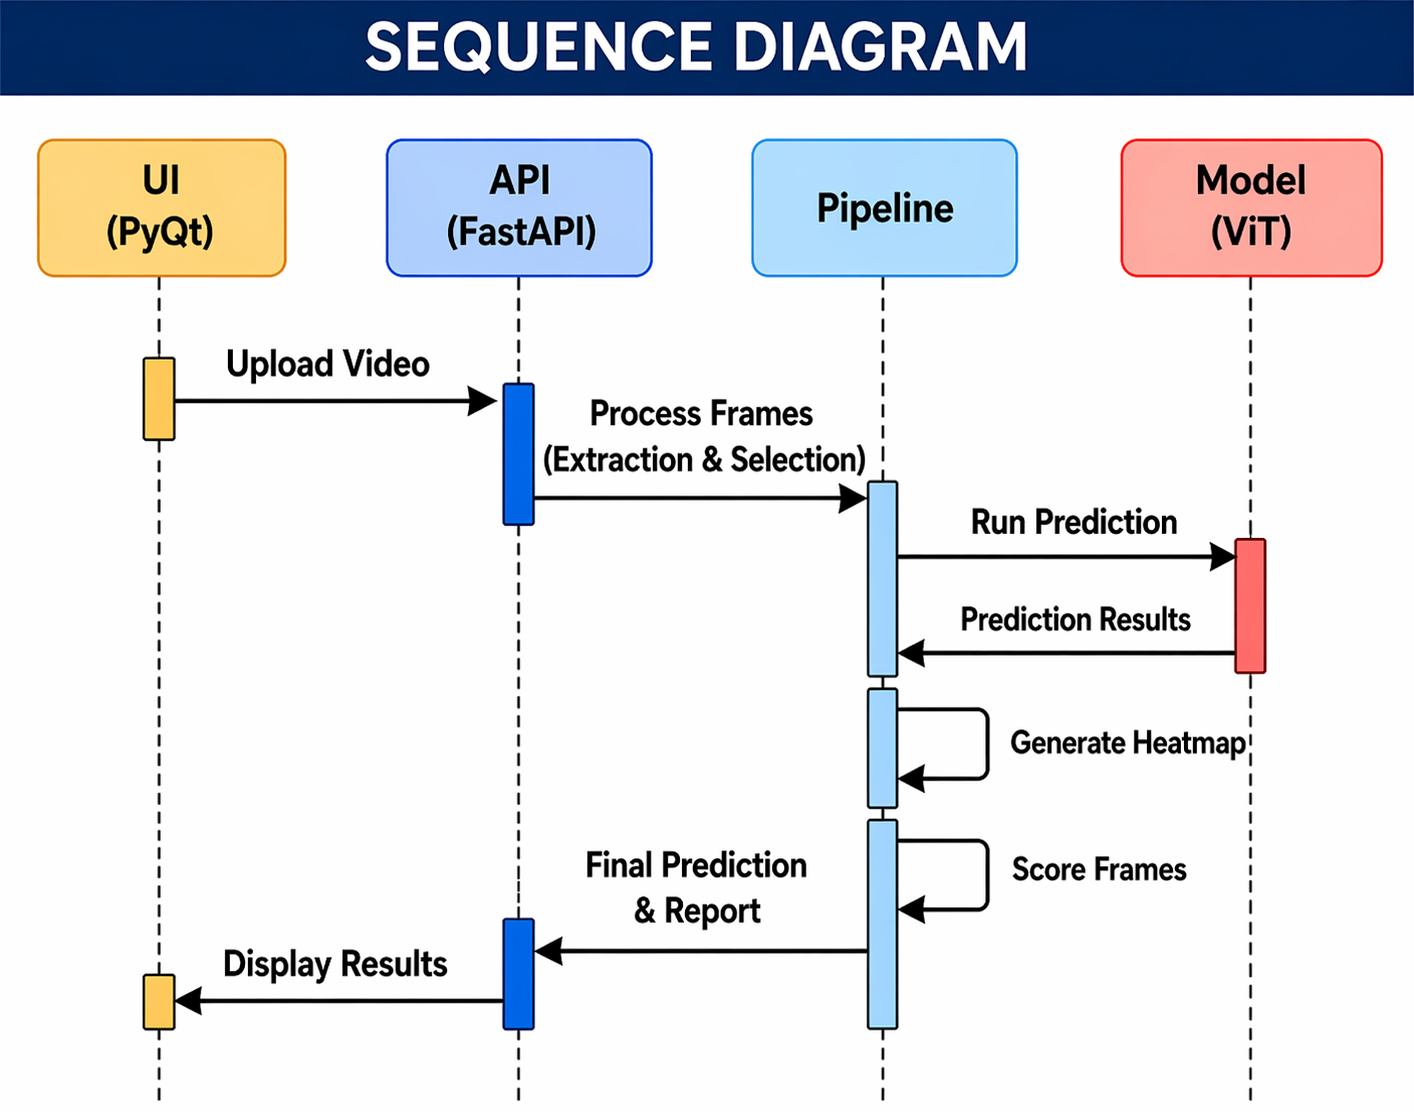 SEQUENCE DIAGRAM
UI
(PyQt)
API
(FastAPI)
Pipeline
Model
(ViT)
Upload Video
Process Frames
(Extraction & Selection)
Run Prediction
Prediction Results
Generate Heatmap
Score Frames
Final Prediction
& Report
Display Results